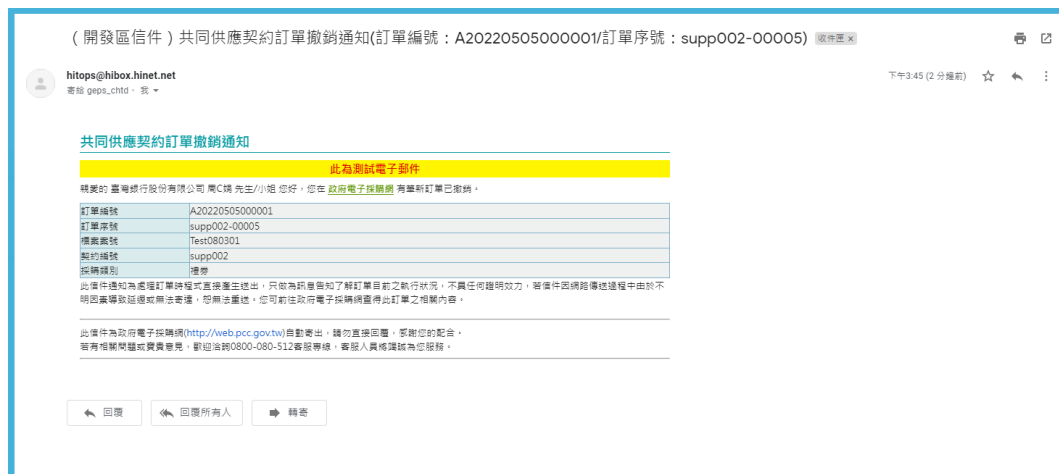 （開發區信件）共同供應契約訂單撤銷通知(訂單編號：A20220505000001/訂單序號：supp002-00005) 收件匣 x
hitops@hibox.hinet.net
下午3:45 (2 分鐘前)
寄給 geps_chtd、我
共同供應契約訂單撤銷通知
此為測試電子郵件
親愛的 臺灣銀行股份有限公司 周C娟 先生/小姐 您好，您在 政府電子採購網 有筆新訂單已撤銷。
訂單編號 A20220505000001
訂單序號 supp002-00005
標案案號 Test080301
契約編號 supp002
採購類別 禮券
此信件通知為處理訂單時程式直接產生送出，只做為訊息告知了解訂單目前之執行狀況，不具任何證明效力，若信件因網路傳送過程中由於不
明因素導致延遲或無法寄達，恕無法重送。您可前往政府電子採購網查得此訂單之相關內容。
此信件為政府電子採購網(http://web.pcc.gov.tw)自動寄出，請勿直接回覆，感謝您的配合。
若有相關問題或寶貴意見，歡迎洽詢0800-080-512客服專線，客服人員將竭誠為您服務。
回覆
回覆所有人
轉寄